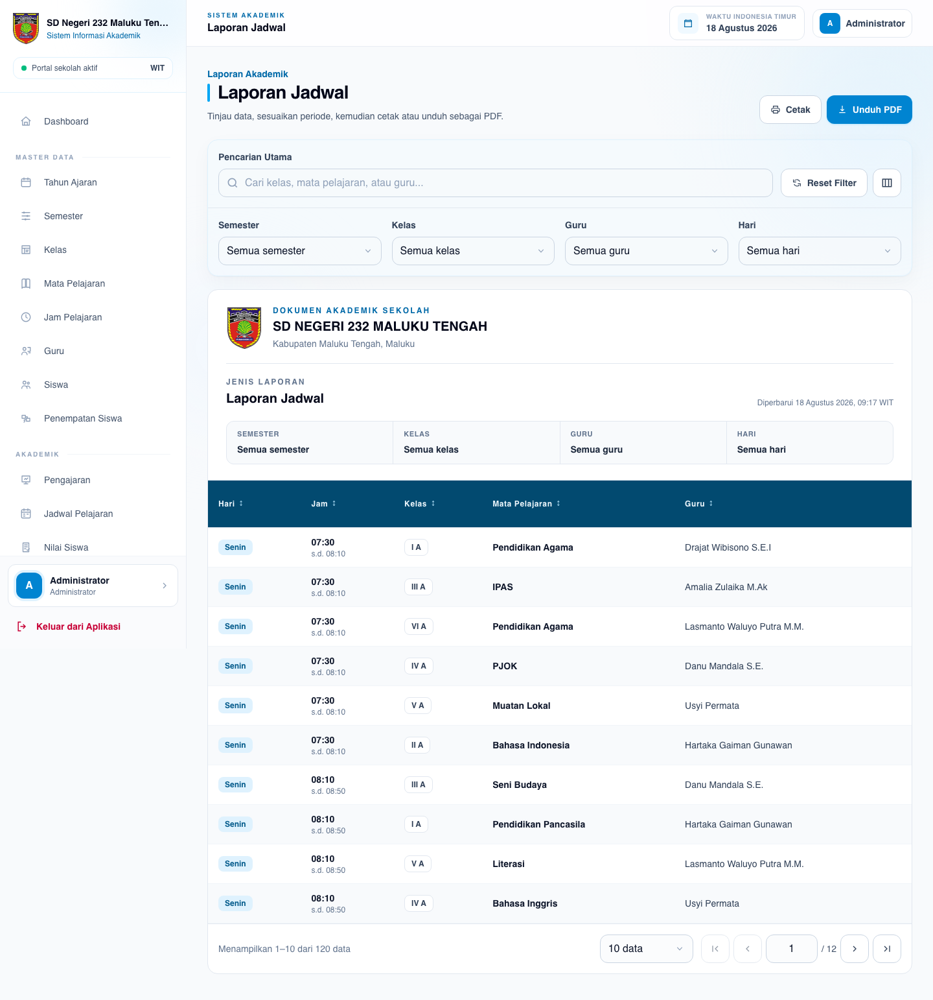 SD Negeri 232 Maluku Ten...
Sistem Informasi Akademik
Portal sekolah aktif WIT
Dashboard
MASTER DATA
Tahun Ajaran
Semester
Kelas
Mata Pelajaran
Jam Pelajaran
Guru
Siswa
Penempatan Siswa
AKADEMIK
Pengajaran
Jadwal Pelajaran
Nilai Siswa
A
Administrator
Administrator
Keluar dari Aplikasi
SISTEM AKADEMIK
Laporan Jadwal
WAKTU INDONESIA TIMUR
18 Agustus 2026
A Administrator
Laporan Akademik
Laporan Jadwal
Tinjau data, sesuaikan periode, kemudian cetak atau unduh sebagai PDF.
Cetak Unduh PDF
Pencarian Utama
Cari kelas, mata pelajaran, atau guru...
Reset Filter
Semester Kelas Guru Hari
Semua semester Semua kelas Semua guru Semua hari
DOKUMEN AKADEMIK SEKOLAH
SD NEGERI 232 MALUKU TENGAH
Kabupaten Maluku Tengah, Maluku
JENIS LAPORAN
Laporan Jadwal
Diperbarui 18 Agustus 2026, 09:17 WIT
SEMESTER KELAS GURU HARI
Semua semester Semua kelas Semua guru Semua hari
Hari ↕ Jam ↕ Kelas ↕ Mata Pelajaran ↕ Guru ↕
Senin 07:30 s.d. 08:10 I A Pendidikan Agama Drajat Wibisono S.E.I
Senin 07:30 s.d. 08:10 III A IPAS Amalia Zulaika M.Ak
Senin 07:30 s.d. 08:10 VI A Pendidikan Agama Lasmanto Waluyo Putra M.M.
Senin 07:30 s.d. 08:10 IV A PJOK Danu Mandala S.E.
Senin 07:30 s.d. 08:10 V A Muatan Lokal Usyi Permata
Senin 07:30 s.d. 08:10 II A Bahasa Indonesia Hartaka Gaiman Gunawan
Senin 08:10 s.d. 08:50 III A Seni Budaya Danu Mandala S.E.
Senin 08:10 s.d. 08:50 I A Pendidikan Pancasila Hartaka Gaiman Gunawan
Senin 08:10 s.d. 08:50 V A Literasi Lasmanto Waluyo Putra M.M.
Senin 08:10 s.d. 08:50 IV A Bahasa Inggris Usyi Permata
Menampilkan 1–10 dari 120 data
10 data 1 / 12